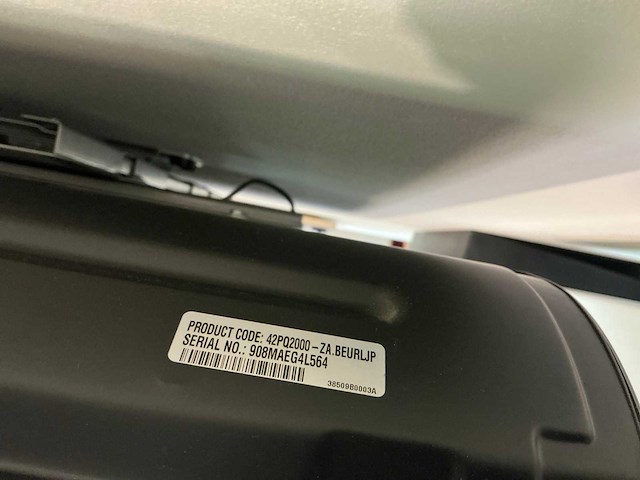 PRODUCT CODE: 42PQ2000-ZA.BEURLJP
SERIAL NO.: 908MAEG4L564
38509B0003A